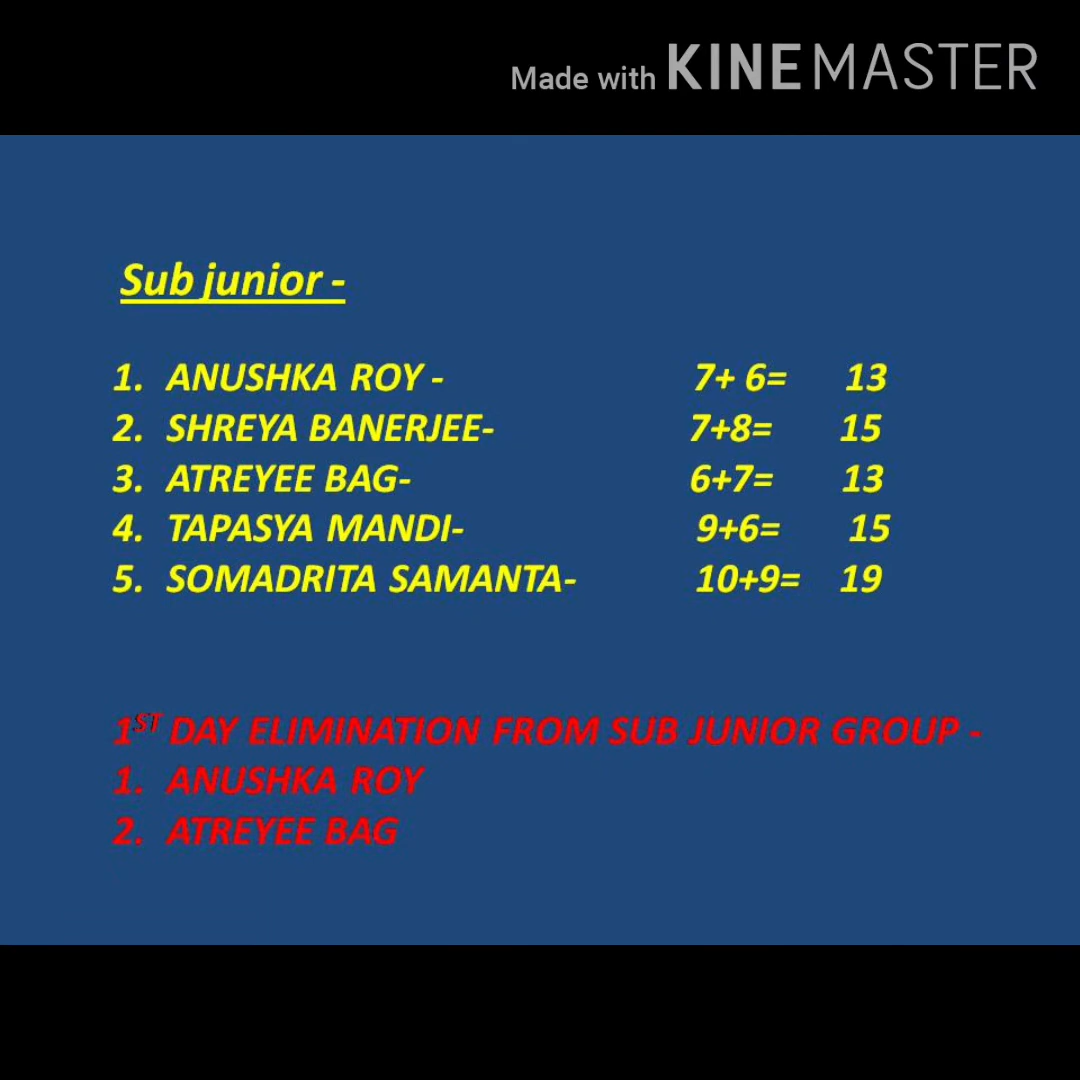 Made with KINEMASTER
Sub junior -
1. ANUSHKA ROY - 7+ 6= 13
2. SHREYA BANERJEE- 7+8= 15
3. ATREYEE BAG- 6+7= 13
4. TAPASYA MANDI- 9+6= 15
5. SOMADRITA SAMANTA- 10+9= 19
1ST DAY ELIMINATION FROM SUB JUNIOR GROUP -
1. ANUSHKA ROY
2. ATREYEE BAG